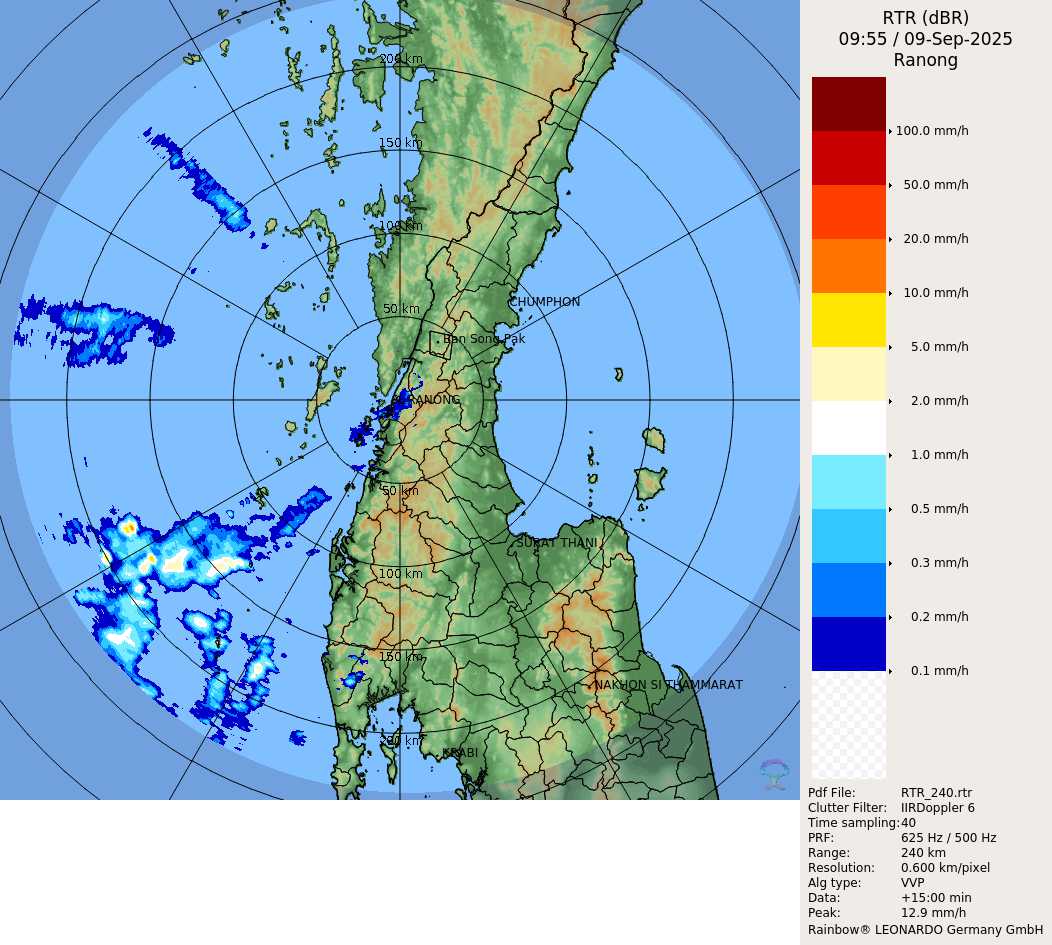 RTR (dBR)
09:55 / 09-Sep-2025
Ranong
200 km
150 km
100 km
50 km
CHUMPHON
Ban Song Pak
RANONG
50 km
SURAT THANI
100 km
150 km
NAKHON SI THAMMARAT
200 km
KRABI
100.0 mm/h
50.0 mm/h
20.0 mm/h
10.0 mm/h
5.0 mm/h
2.0 mm/h
1.0 mm/h
0.5 mm/h
0.3 mm/h
0.2 mm/h
0.1 mm/h
Pdf File: RTR_240.rtr
Clutter Filter: IIRDoppler 6
Time sampling: 40
PRF: 625 Hz / 500 Hz
Range: 240 km
Resolution: 0.600 km/pixel
Alg type: VVP
Data: +15:00 min
Peak: 12.9 mm/h
Rainbow® LEONARDO Germany GmbH